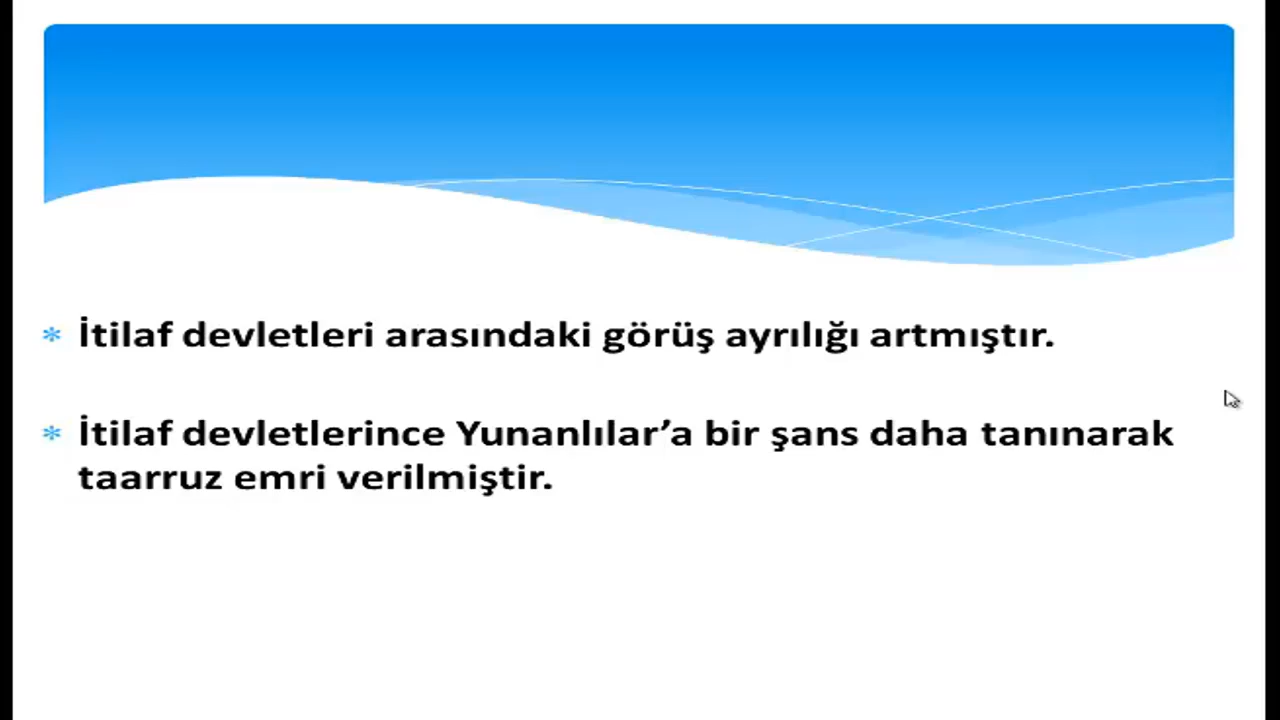 * İtilaf devletleri arasındaki görüş ayrılığı artmıştır.
* İtilaf devletlerince Yunanlılar’a bir şans daha tanınarak
taarruz emri verilmiştir.